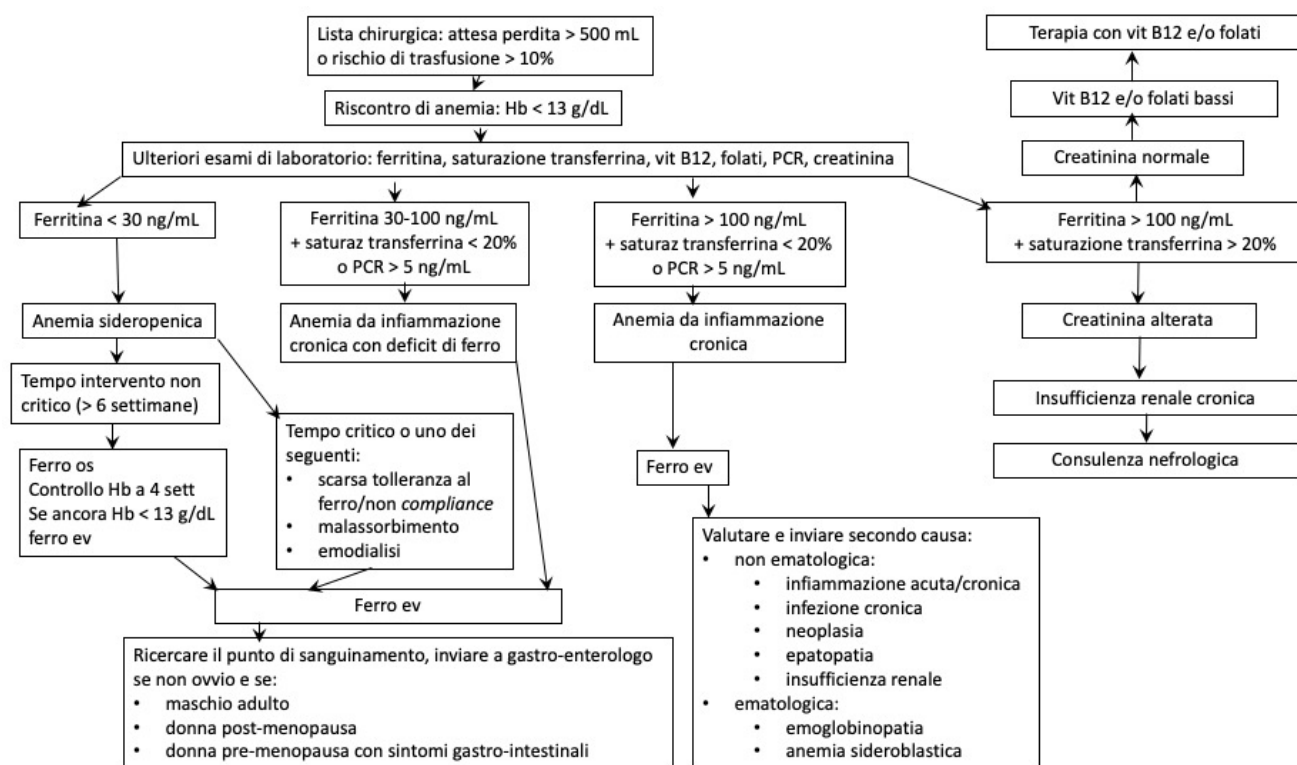 Lista chirurgica: attesa perdita > 500 mL
o rischio di trasfusione > 10%
Riscontro di anemia: Hb < 13 g/dL
Ulteriori esami di laboratorio: ferritina, saturazione transferrina, vit B12, folati, PCR, creatinina
Ferritina < 30 ng/mL
Anemia sideropenica
Tempo intervento non
critico (> 6 settimane)
Ferro os
Controllo Hb a 4 sett
Se ancora Hb < 13 g/dL
ferro ev
Tempo critico o uno dei
seguenti:
• scarsa tolleranza al
ferro/non compliance
• malassorbimento
• emodialisi
Ferritina 30-100 ng/mL
+ saturaz transferrina < 20%
o PCR > 5 ng/mL
Anemia da infiammazione
cronica con deficit di ferro
Ferro ev
Ricercare il punto di sanguinamento, inviare a gastro-enterologo
se non ovvio e se:
• maschio adulto
• donna post-menopausa
• donna pre-menopausa con sintomi gastro-intestinali
Ferritina > 100 ng/mL
+ saturaz transferrina < 20%
o PCR > 5 ng/mL
Anemia da infiammazione
cronica
Ferro ev
Valutare e inviare secondo causa:
• non ematologica:
• infiammazione acuta/cronica
• infezione cronica
• neoplasia
• epatopatia
• insufficienza renale
• ematologica:
• emoglobinopatia
• anemia sideroblastica
Terapia con vit B12 e/o folati
Vit B12 e/o folati bassi
Creatinina normale
Ferritina > 100 ng/mL
+ saturazione transferrina > 20%
Creatinina alterata
Insufficienza renale cronica
Consulenza nefrologica